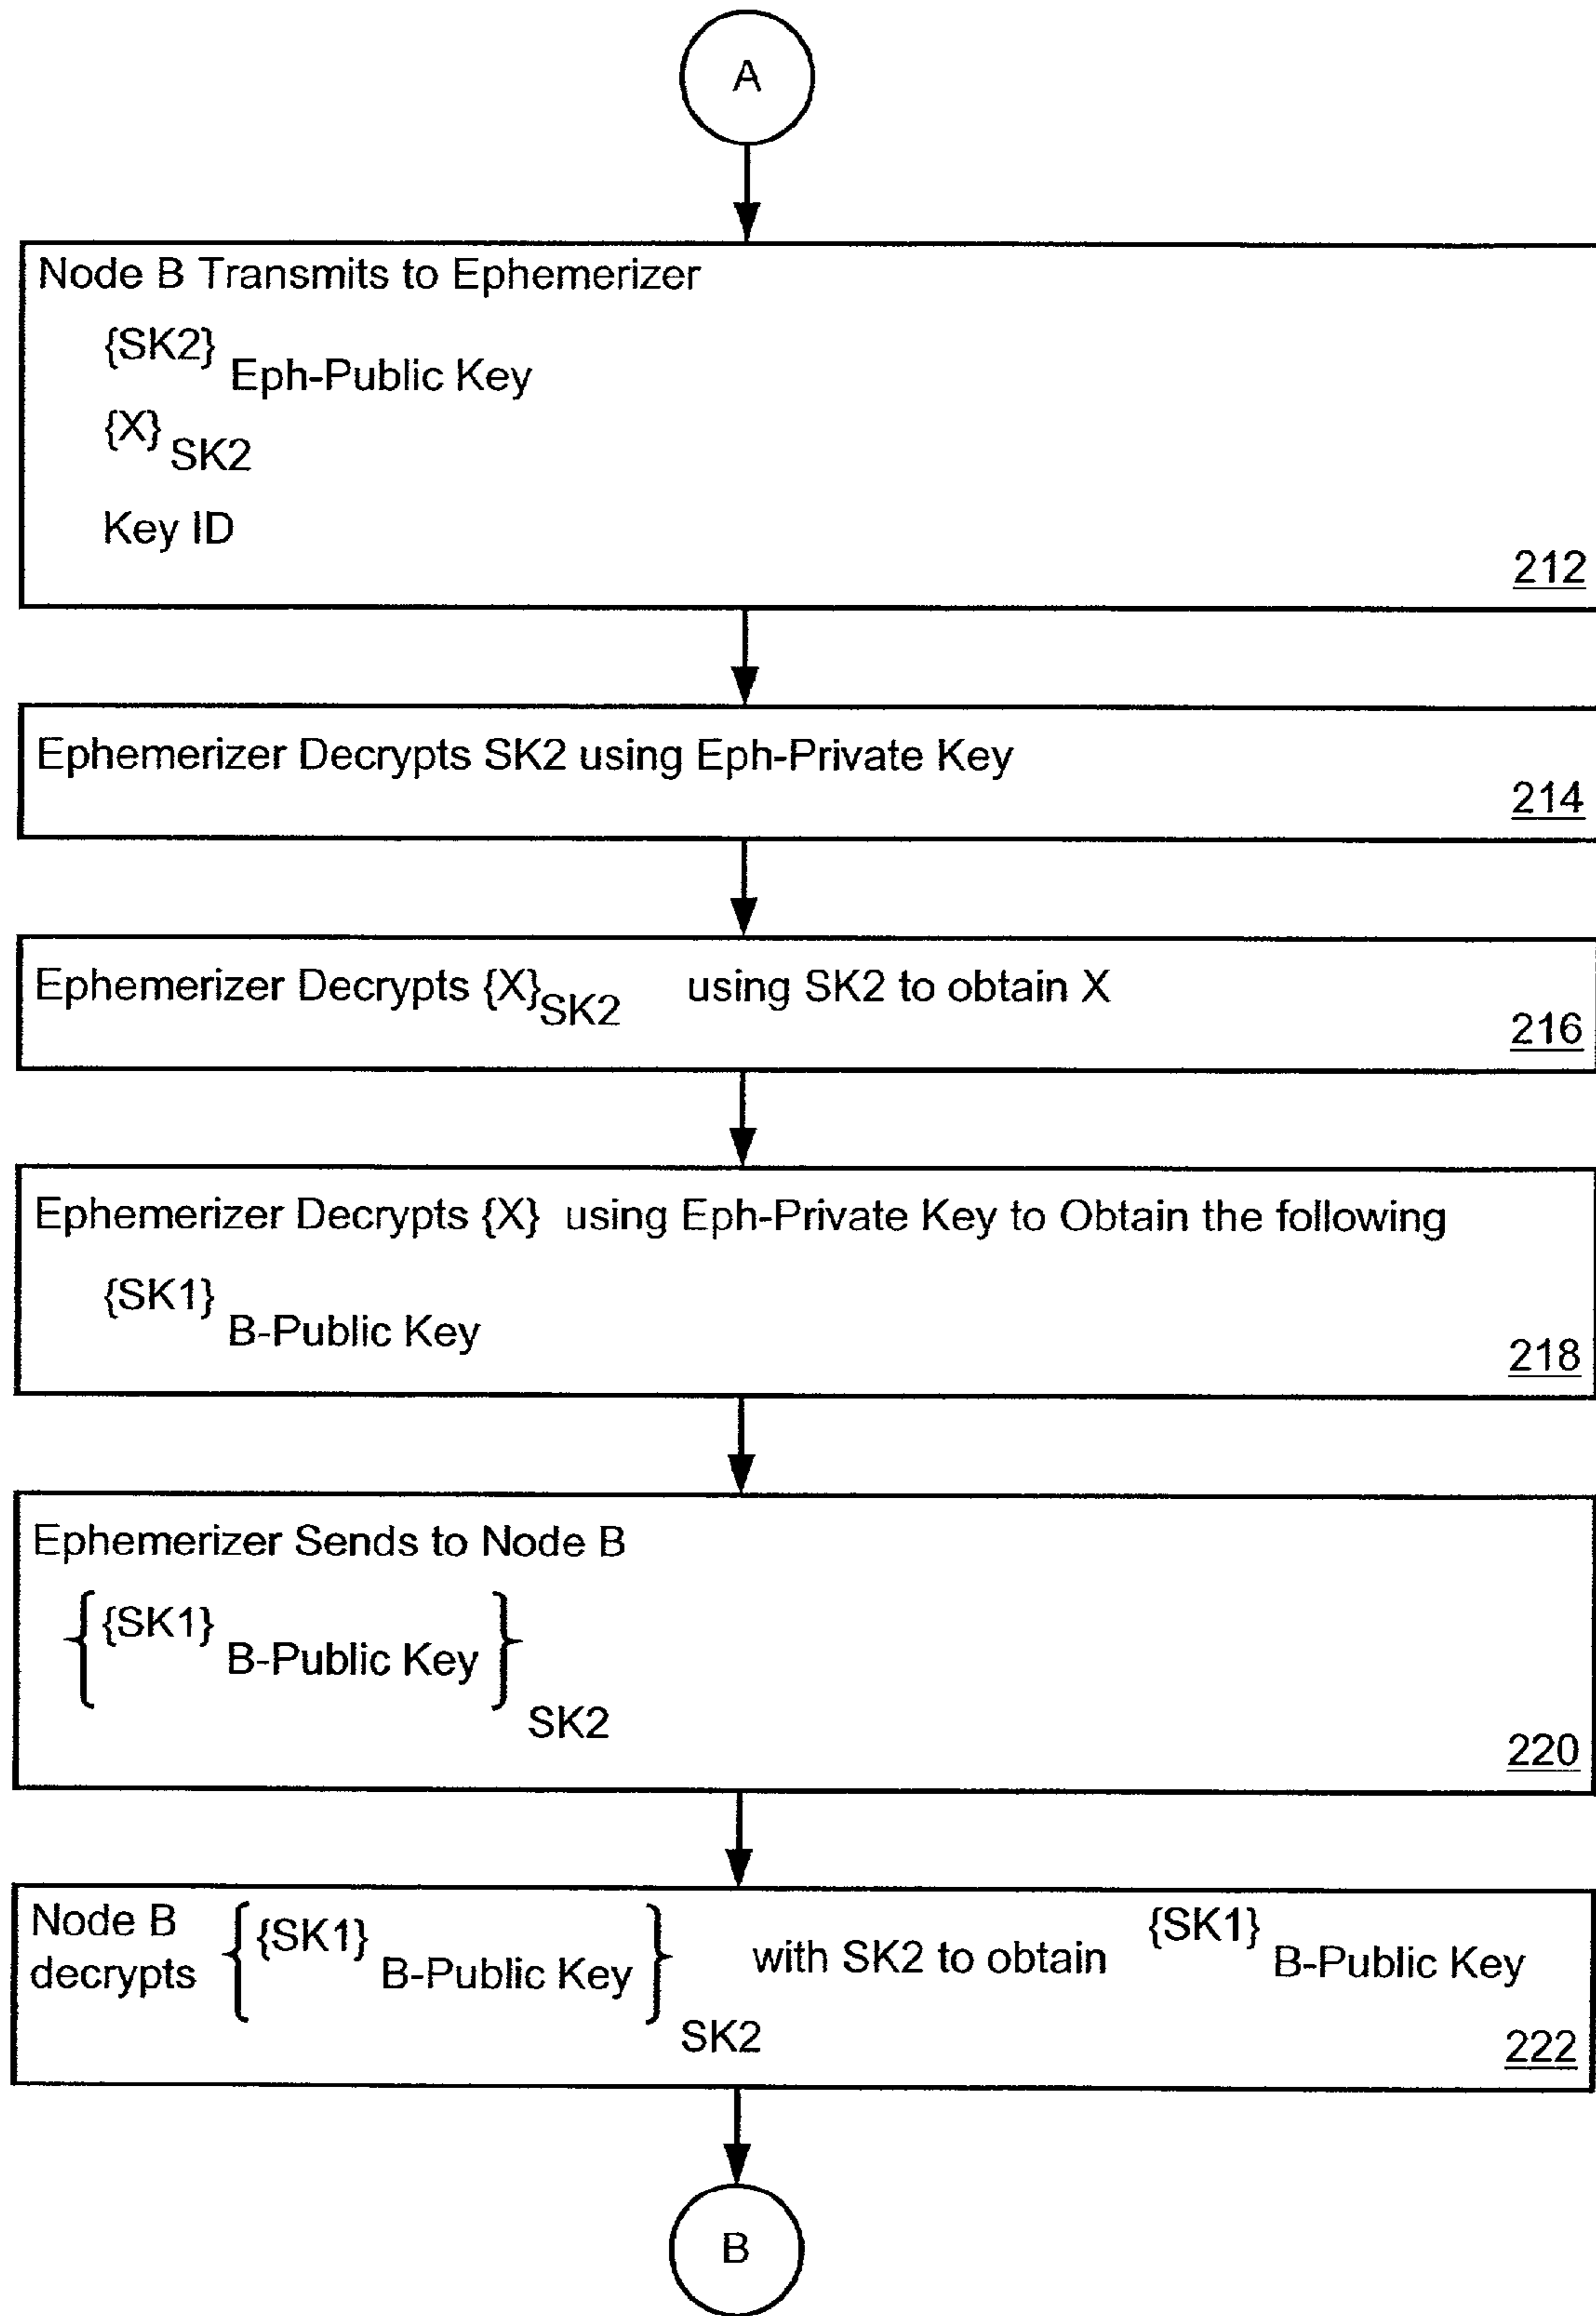 A
Node B Transmits to Ephemerizer
{SK2} Eph-Public Key
{X} SK2
Key ID
212
Ephemerizer Decrypts SK2 using Eph-Private Key
214
Ephemerizer Decrypts {X}SK2 using SK2 to obtain X
216
Ephemerizer Decrypts {X} using Eph-Private Key to Obtain the following
{SK1} B-Public Key
218
Ephemerizer Sends to Node B
{{SK1} B-Public Key} SK2
220
Node B decrypts {{SK1} B-Public Key} SK2 with SK2 to obtain {SK1} B-Public Key
222
B